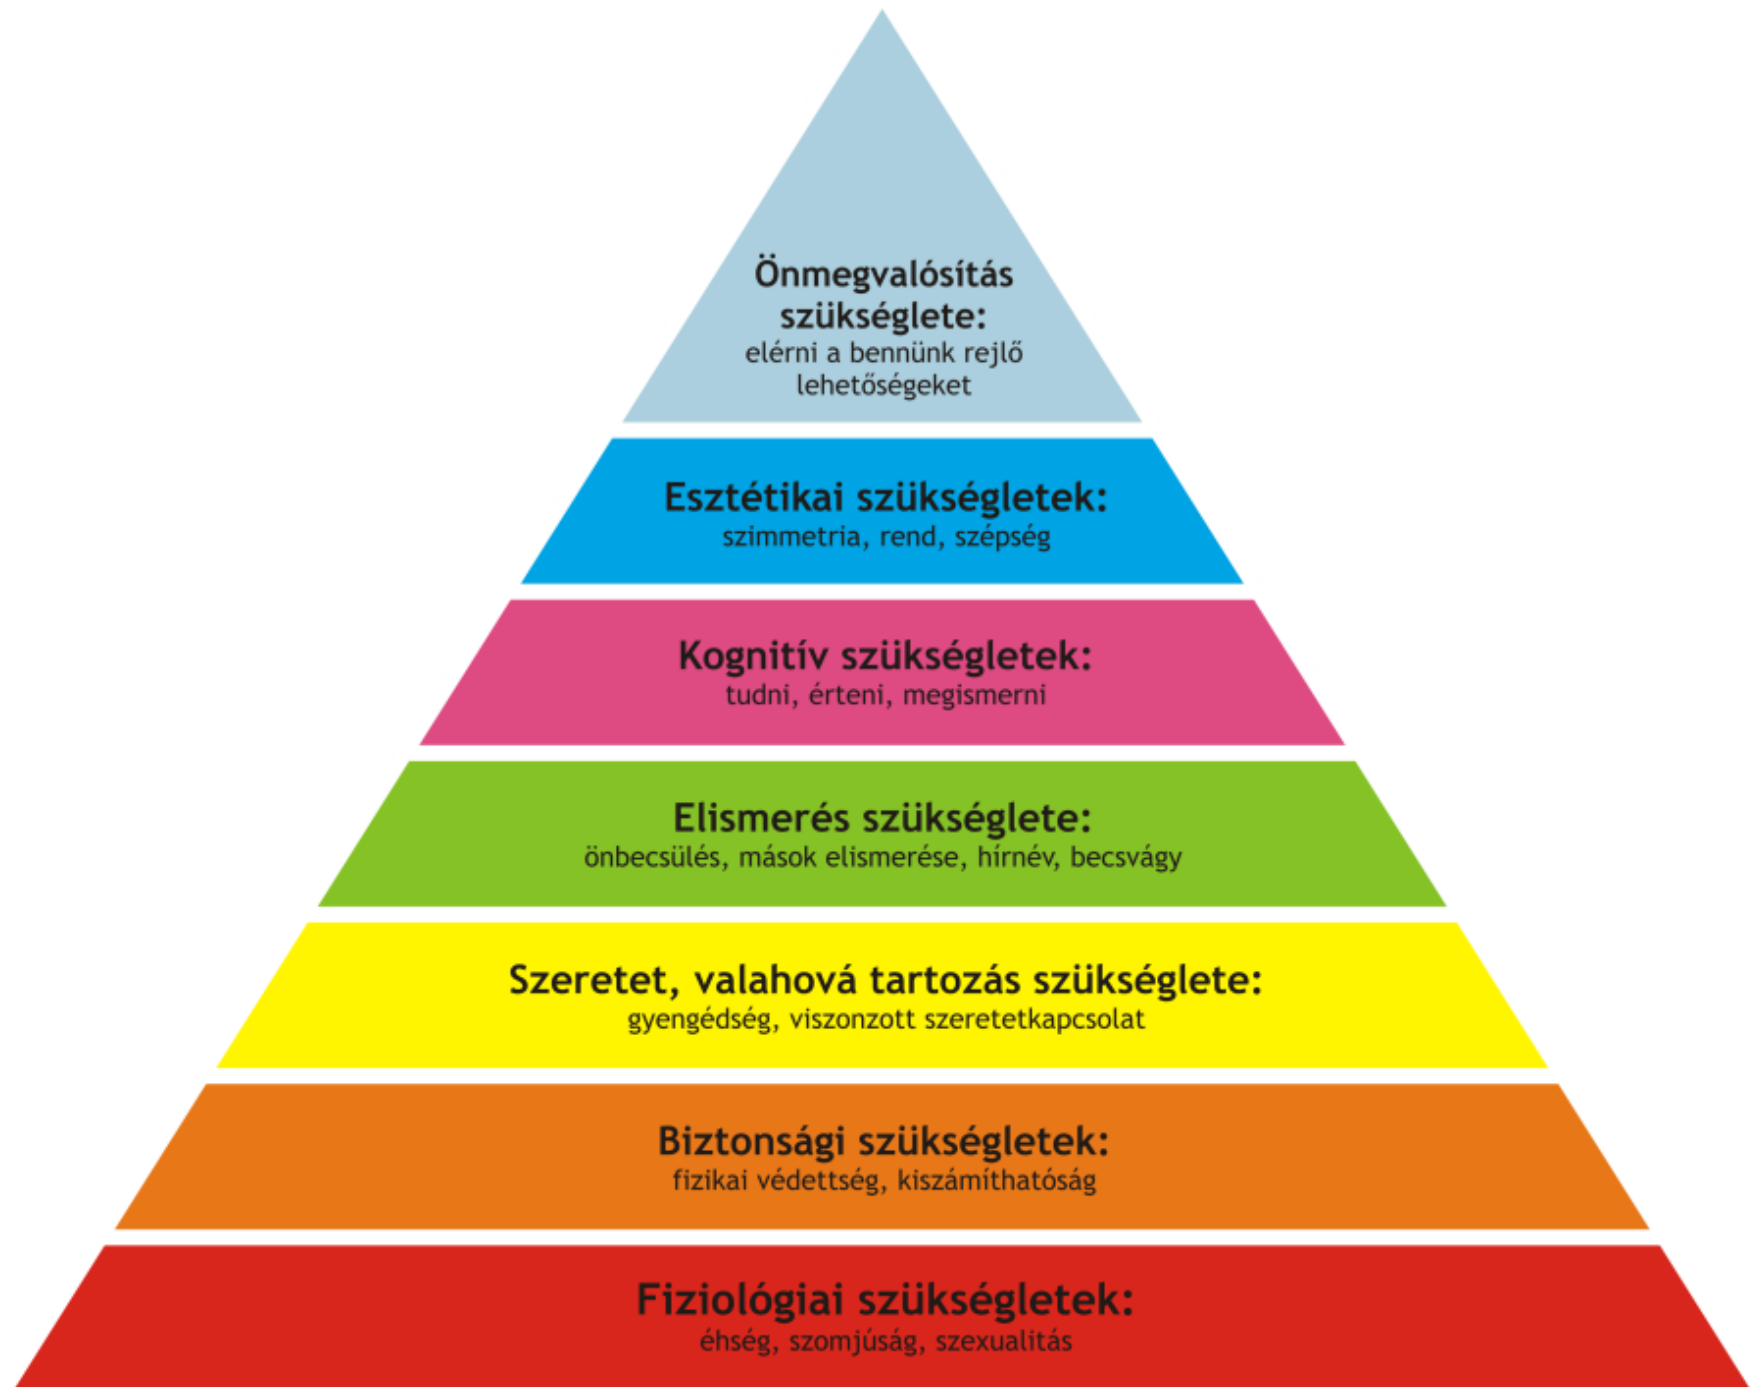 Önmegvalósítás
szükséglete:
elérni a bennünk rejlő
lehetőségeket
Esztétikai szükségletek:
szimmetria, rend, szépség
Kognitív szükségletek:
tudni, érteni, megismerni
Elismerés szükséglete:
önbecsülés, mások elismerése, hírnév, becsvágy
Szeretet, valahová tartozás szükséglete:
gyengédség, viszonzott szeretetkapcsolat
Biztonsági szükségletek:
fizikai védettség, kiszámíthatóság
Fiziológiai szükségletek:
éhség, szomjúság, szexualitás